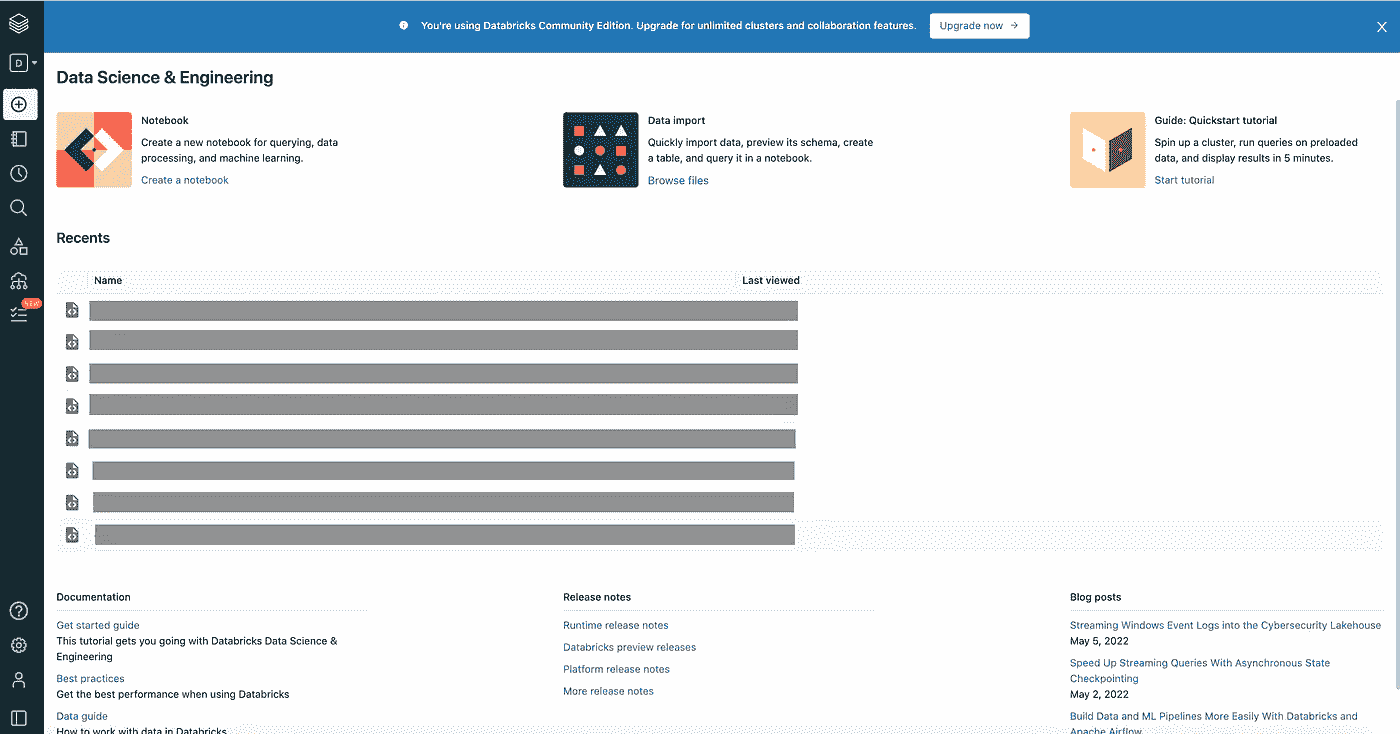 You're using Databricks Community Edition. Upgrade for unlimited clusters and collaboration features.
Upgrade now
D
Data Science & Engineering
Notebook
Create a new notebook for querying, data
processing, and machine learning.
Create a notebook
Data import
Quickly import data, preview its schema, create
a table, and query it in a notebook.
Browse files
Guide: Quickstart tutorial
Spin up a cluster, run queries on preloaded
data, and display results in 5 minutes.
Start tutorial
Recents
Name
Last viewed
NEW
Documentation
Get started guide
This tutorial gets you going with Databricks Data Science &
Engineering
Best practices
Get the best performance when using Databricks
Data guide
How to work with data in Databricks
Release notes
Runtime release notes
Databricks preview releases
Platform release notes
More release notes
Blog posts
Streaming Windows Event Logs into the Cybersecurity Lakehouse
May 5, 2022
Speed Up Streaming Queries With Asynchronous State
Checkpointing
May 2, 2022
Build Data and ML Pipelines More Easily With Databricks and
Apache Airflow